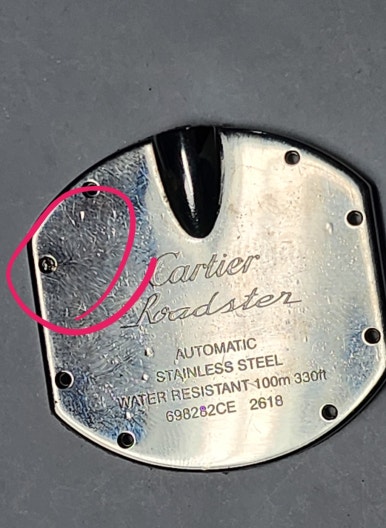 Cartier
Roadster
AUTOMATIC
STAINLESS STEEL
WATER RESISTANT 100m 330ft
698282CE 2618